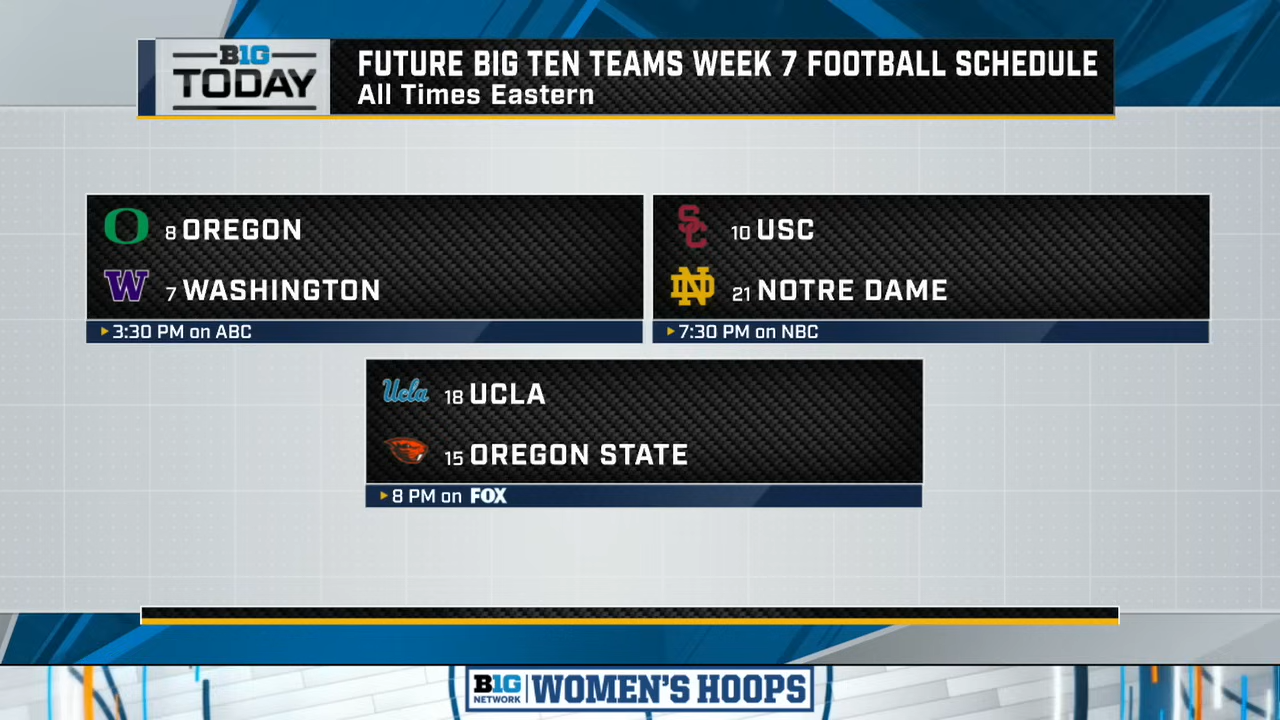 B1G
TODAY
FUTURE BIG TEN TEAMS WEEK 7 FOOTBALL SCHEDULE
All Times Eastern
O 8 OREGON
W 7 WASHINGTON
3:30 PM on ABC
SC 10 USC
ND 21 NOTRE DAME
7:30 PM on NBC
Ucla 18 UCLA
15 OREGON STATE
8 PM on FOX
B1G
NETWORK
WOMEN'S HOOPS